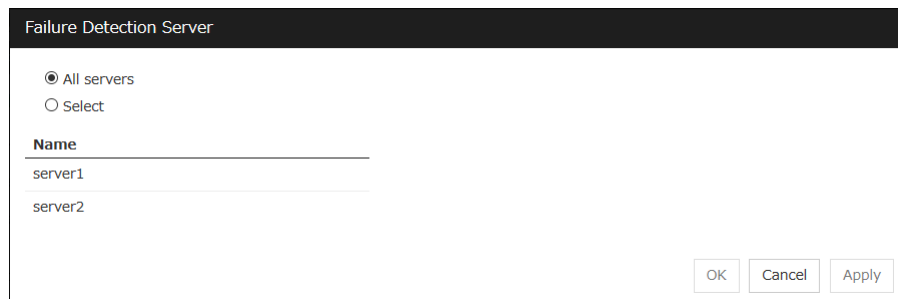 Failure Detection Server
All servers
Select
Name
server1
server2
OK Cancel Apply